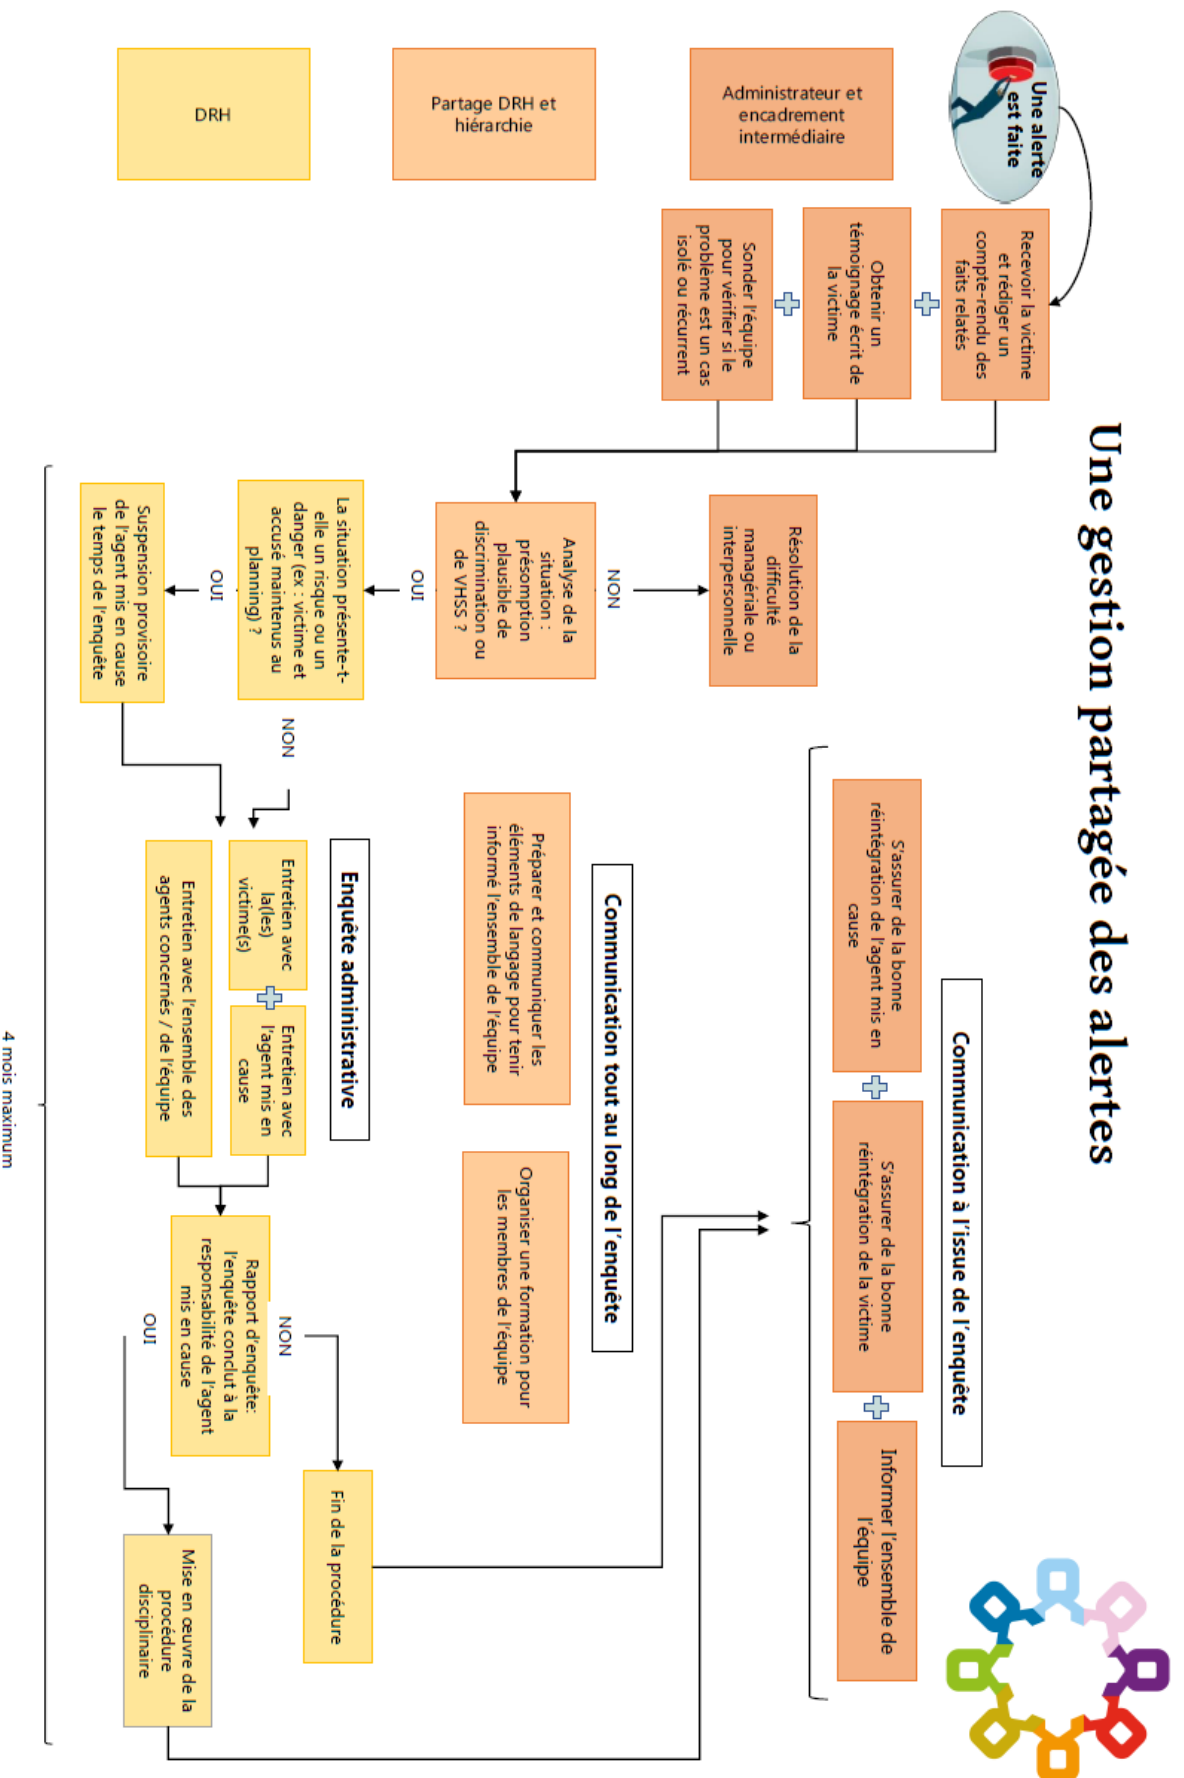 Une gestion partagée des alertes
Une alerte
est faite
Administrateur et
encadrement
intermédiaire
Partage DRH et
hiérarchie
DRH
Recevoir la victime
et rédiger un
compte-rendu des
faits relatés
Obtenir un
témoignage écrit de
la victime
Sonder l'équipe
pour vérifier si le
problème est un cas
isolé ou récurrent
Résolution de la
difficulté
managériale ou
interpersonnelle
NON
Analyse de la
situation :
présomption
plausible de
discrimination ou
de VHSS ?
OUI
La situation présente-t-
elle un risque ou un
danger (ex : victime et
accusé maintenus au
planning) ?
OUI
Suspension provisoire
de l'agent mis en cause
le temps de l'enquête
NON
Communication à l'issue de l'enquête
S'assurer de la bonne
réintégration de l'agent mis en
cause
S'assurer de la bonne
réintégration de la victime
Informer l'ensemble de
l'équipe
Communication tout au long de l'enquête
Préparer et communiquer les
éléments de langage pour tenir
informé l'ensemble de l'équipe
Organiser une formation pour
les membres de l'équipe
Enquête administrative
Entretien avec
la(les)
victime(s)
Entretien avec
l'agent mis en
cause
Entretien avec l'ensemble des
agents concernés / de l'équipe
NON
Rapport d'enquête:
l'enquête conclut à la
responsabilité de l'agent
mis en cause
OUI
Fin de la procédure
Mise en œuvre de la
procédure
disciplinaire
4 mois maximum